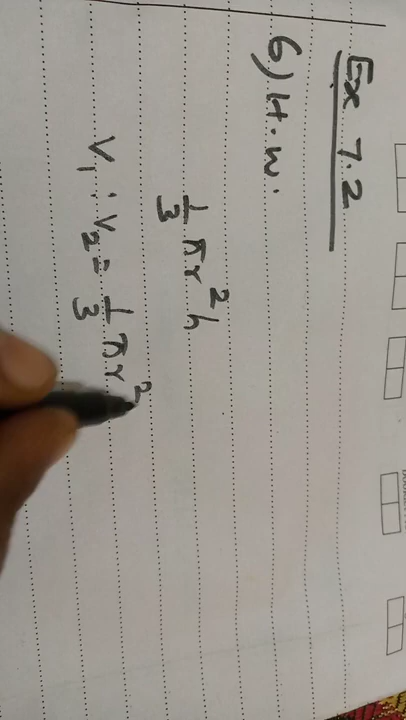 Ex 7.2
6) H.W.
1/3 πr²h
V₁ : V₂ = 1/3 πr²